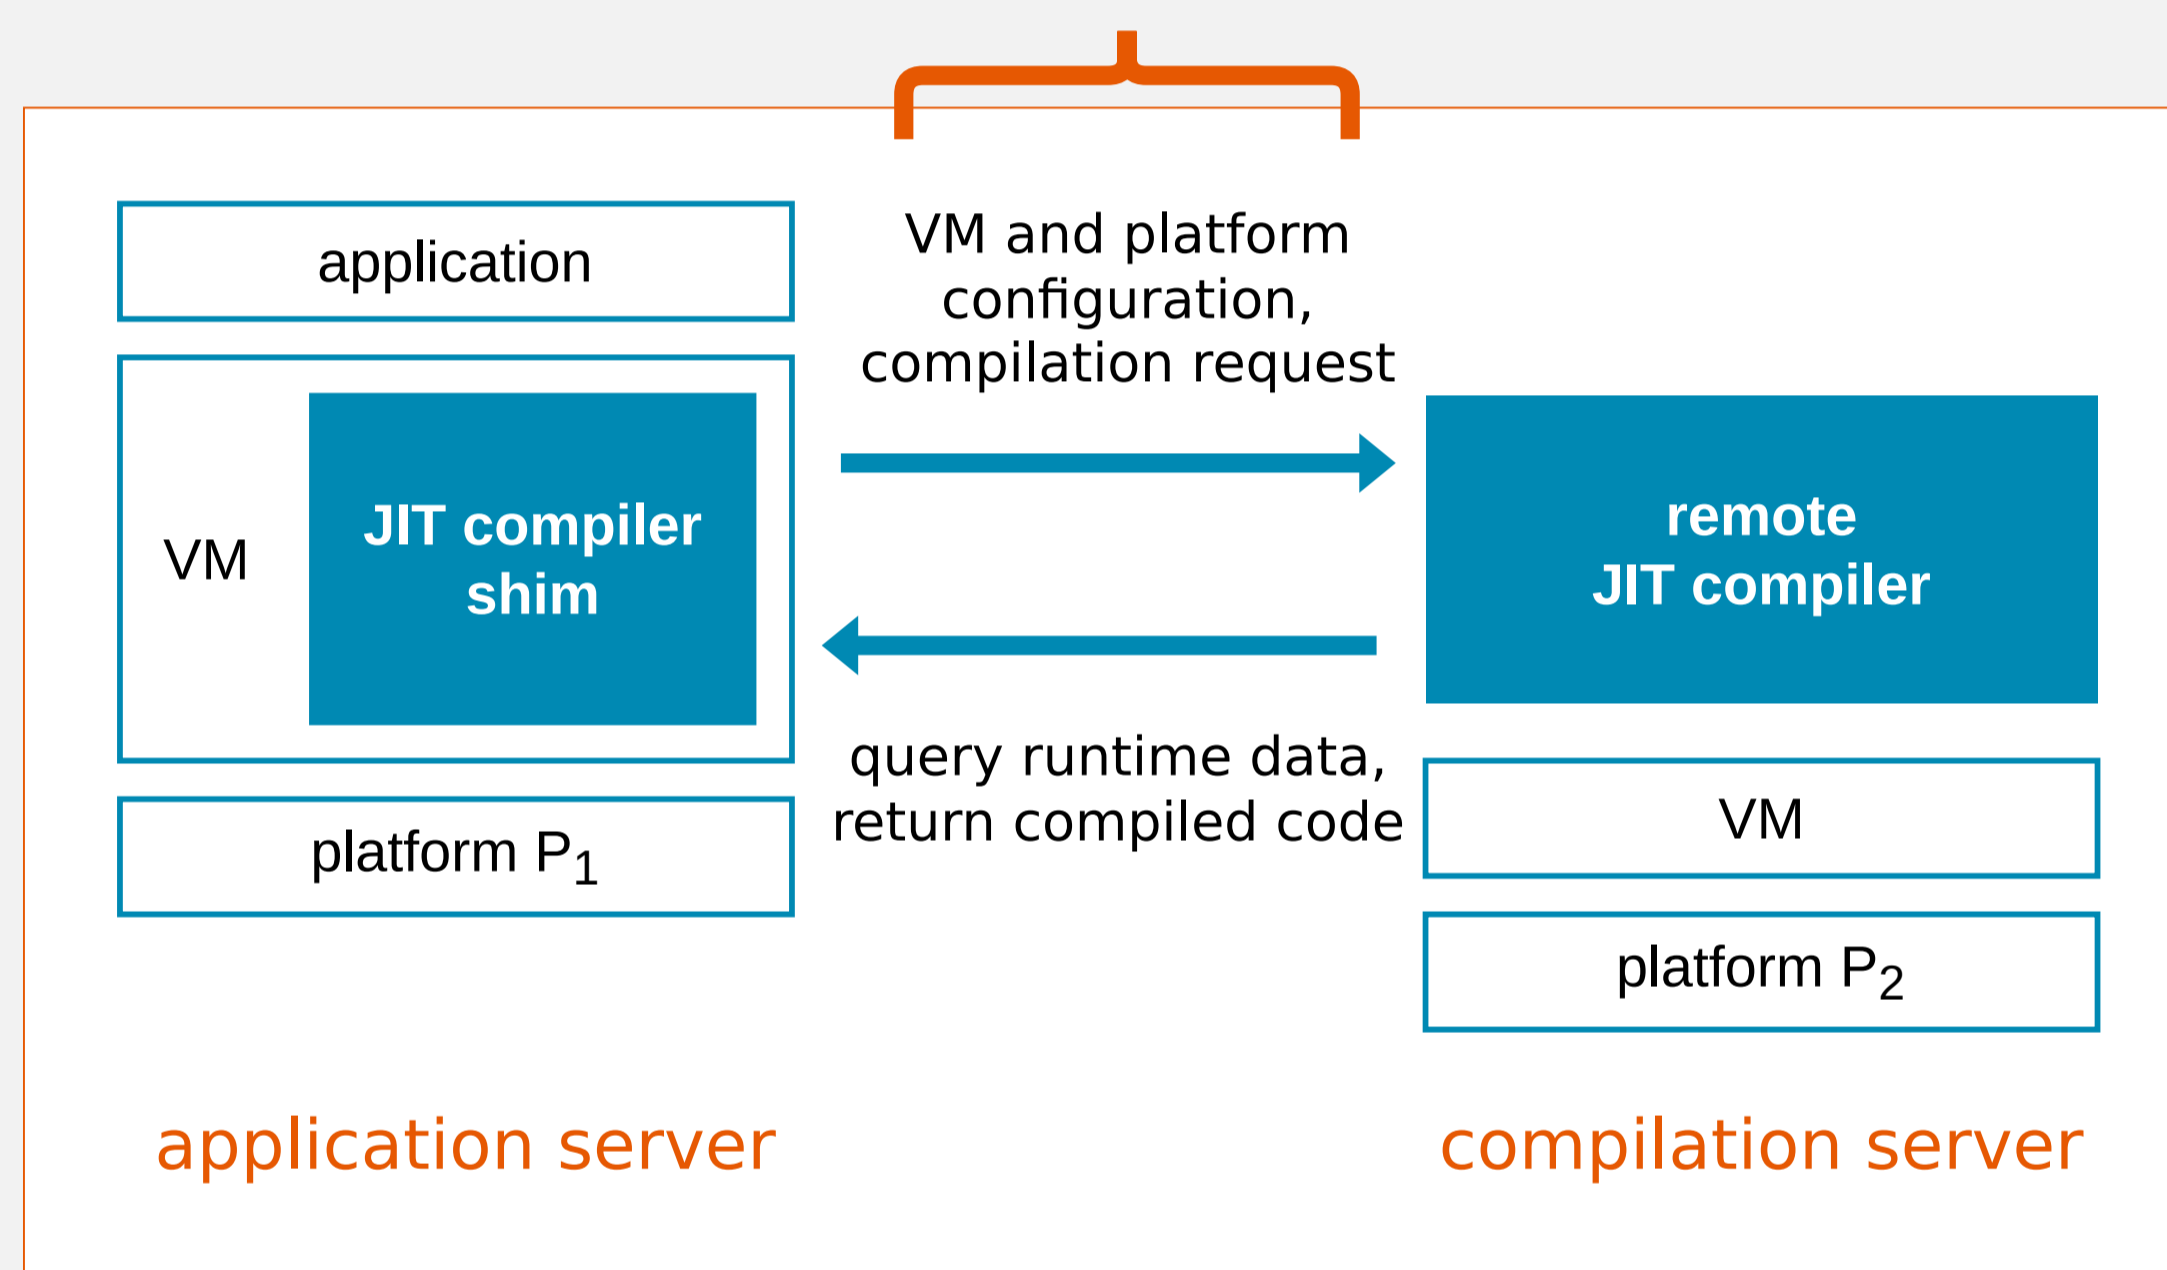 application
VM
JIT compiler
shim
platform P₁
application server
VM and platform
configuration,
compilation request
query runtime data,
return compiled code
remote
JIT compiler
VM
platform P₂
compilation server